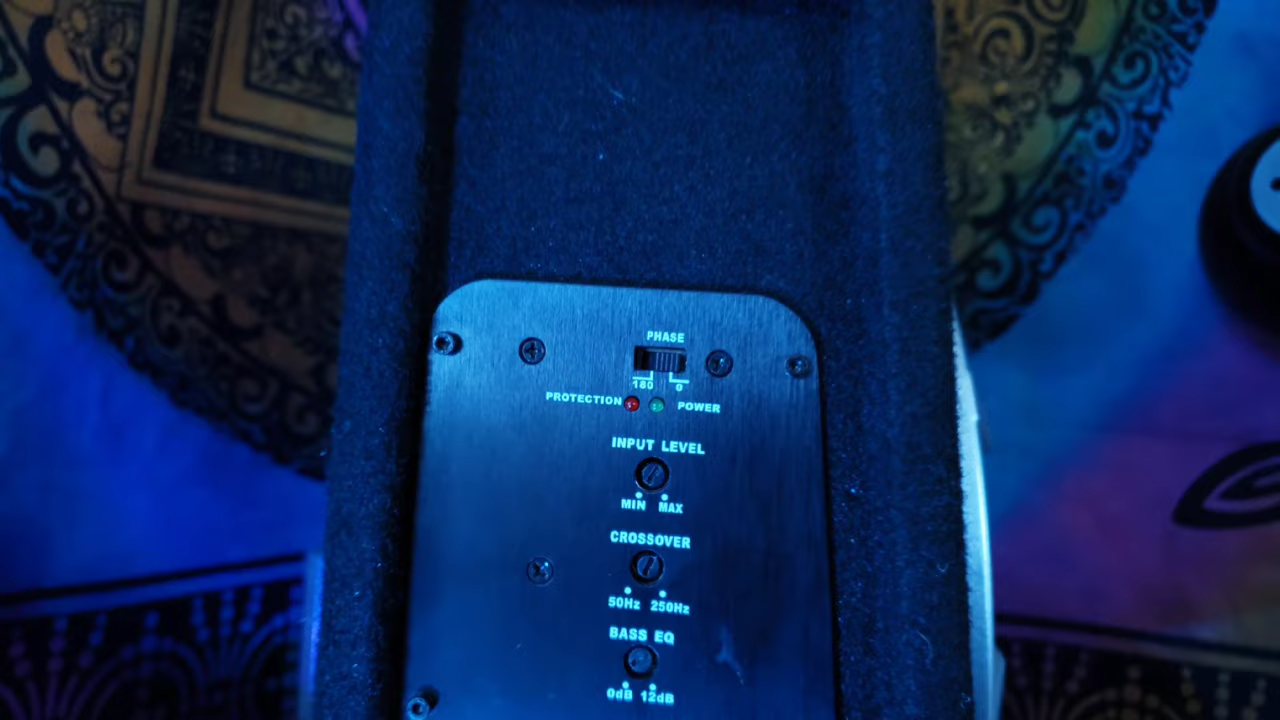 PHASE
180 0
PROTECTION POWER
INPUT LEVEL
MIN MAX
CROSSOVER
50Hz 250Hz
BASS EQ
0dB 12dB